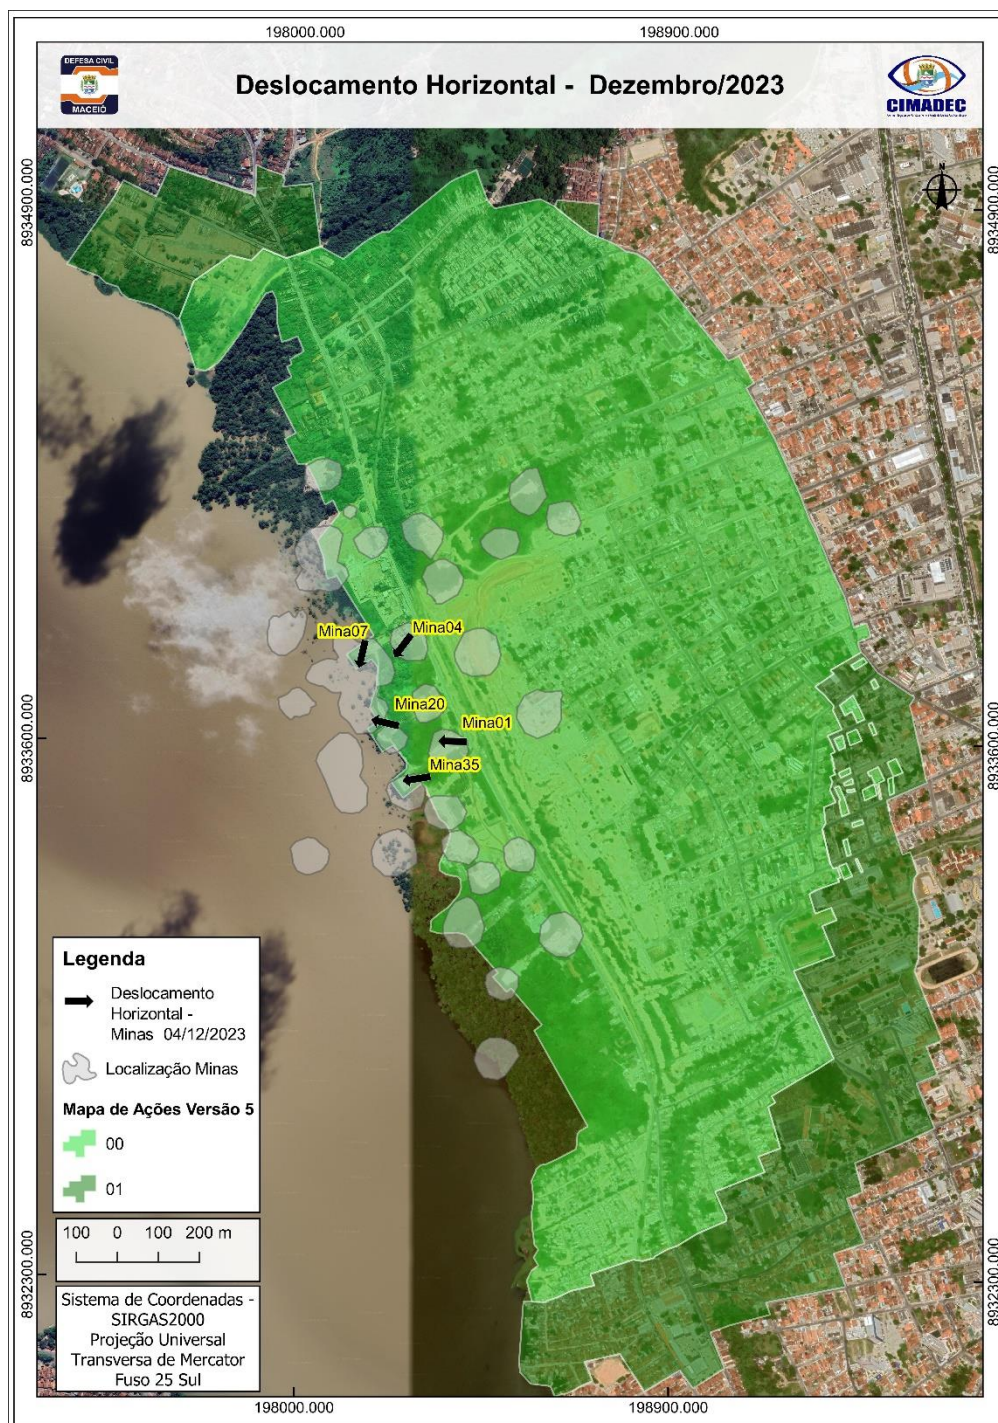 198000.000
198900.000
DEFESA CIVIL
MACEIÓ
Deslocamento Horizontal - Dezembro/2023
CIMADEC
8934900.000
8934900.000
N
Mina07
Mina04
Mina20
Mina01
Mina35
8933600.000
8933600.000
Legenda
Deslocamento
Horizontal -
Minas 04/12/2023
Localização Minas
Mapa de Ações Versão 5
00
01
100 0 100 200 m
Sistema de Coordenadas -
SIRGAS2000
Projeção Universal
Transversa de Mercator
Fuso 25 Sul
8932300.000
8932300.000
198000.000
198900.000